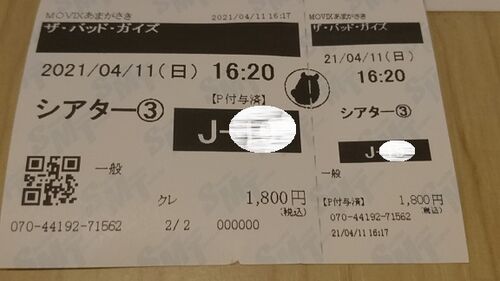 MOVIXあまがさき 2021/04/11 16:17
ザ・バッド・ガイズ
2021/04/11(日) 16:20
シアター③
【P付与済】
J-
一般
クレ 1,800円
(税込)
070-44192-71562 2/2 000000
MOVIXあまがさき
ザ・バッド・ガイズ
21/04/11(日)
16:20
シアター③
J-
一般
【P付与済】 1,800円
070-44192-71562 (税込)
21/04/11 16:17